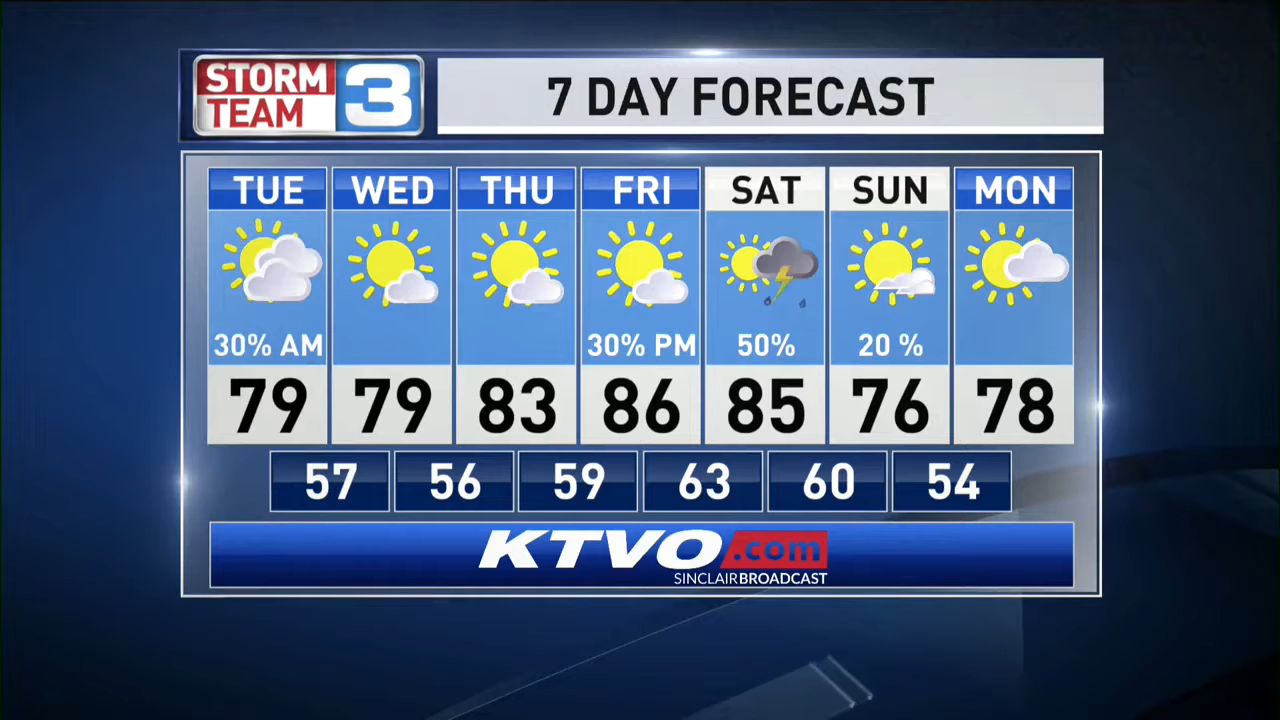 STORM
TEAM
3
7 DAY FORECAST
TUE WED THU FRI SAT SUN MON
30% AM 30% PM 50% 20 %
79 79 83 86 85 76 78
57 56 59 63 60 54
KTVO.com
SINCLAIRBROADCAST